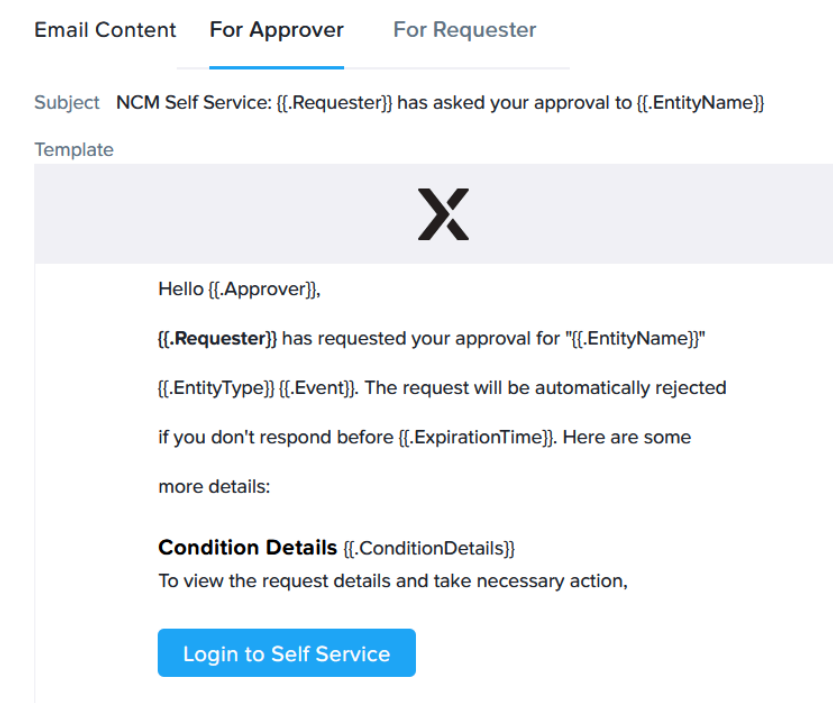 Email Content For Approver For Requester
Subject NCM Self Service: {{.Requester}} has asked your approval to {{.EntityName}}
Template
Hello {{.Approver}},
{{.Requester}} has requested your approval for "{{.EntityName}}"
{{.EntityType}} {{.Event}}. The request will be automatically rejected
if you don't respond before {{.ExpirationTime}}. Here are some
more details:
Condition Details {{.ConditionDetails}}
To view the request details and take necessary action,
Login to Self Service